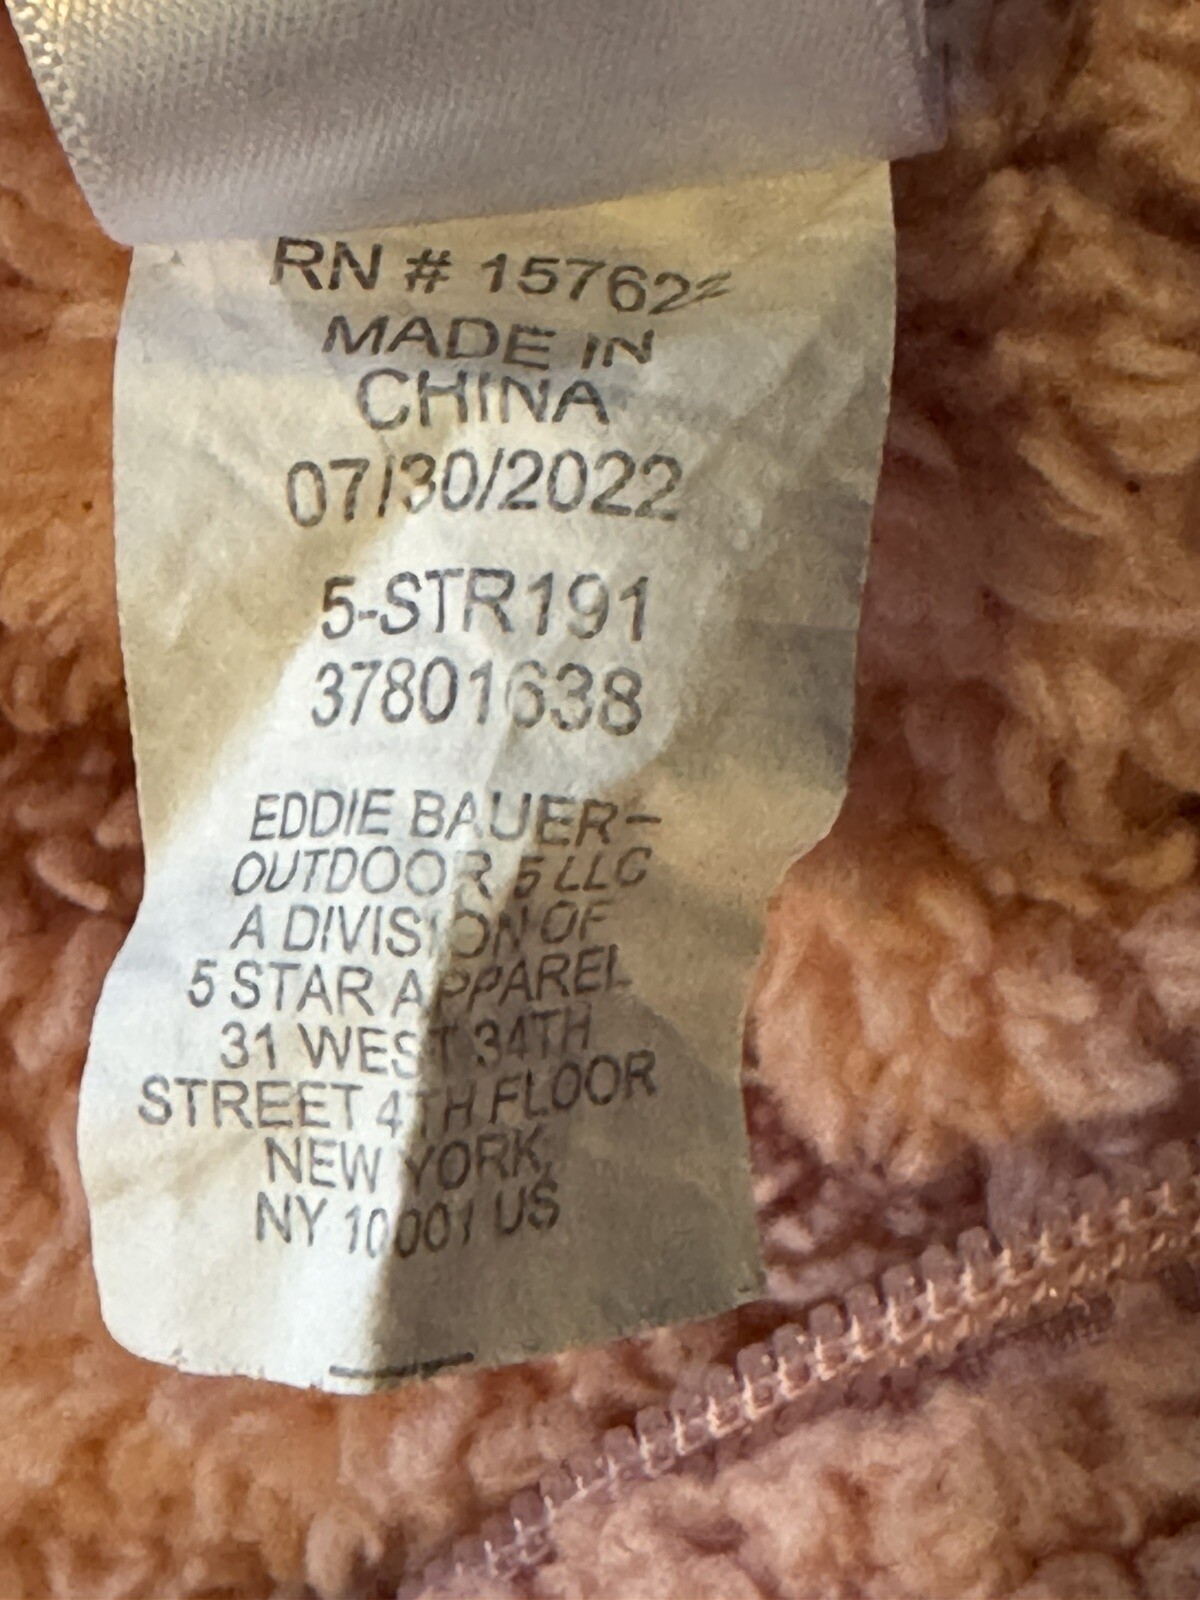 RN #
MADE IN
CHINA
07/30/2022
5-STR191
37801638
EDDIE BAUER–
OUTDOOR 5 LLC
A DIVISION OF
5 STAR APPAREL
31 WEST 34TH
STREET 4TH FLOOR
NEW YORK,
NY 10001 US